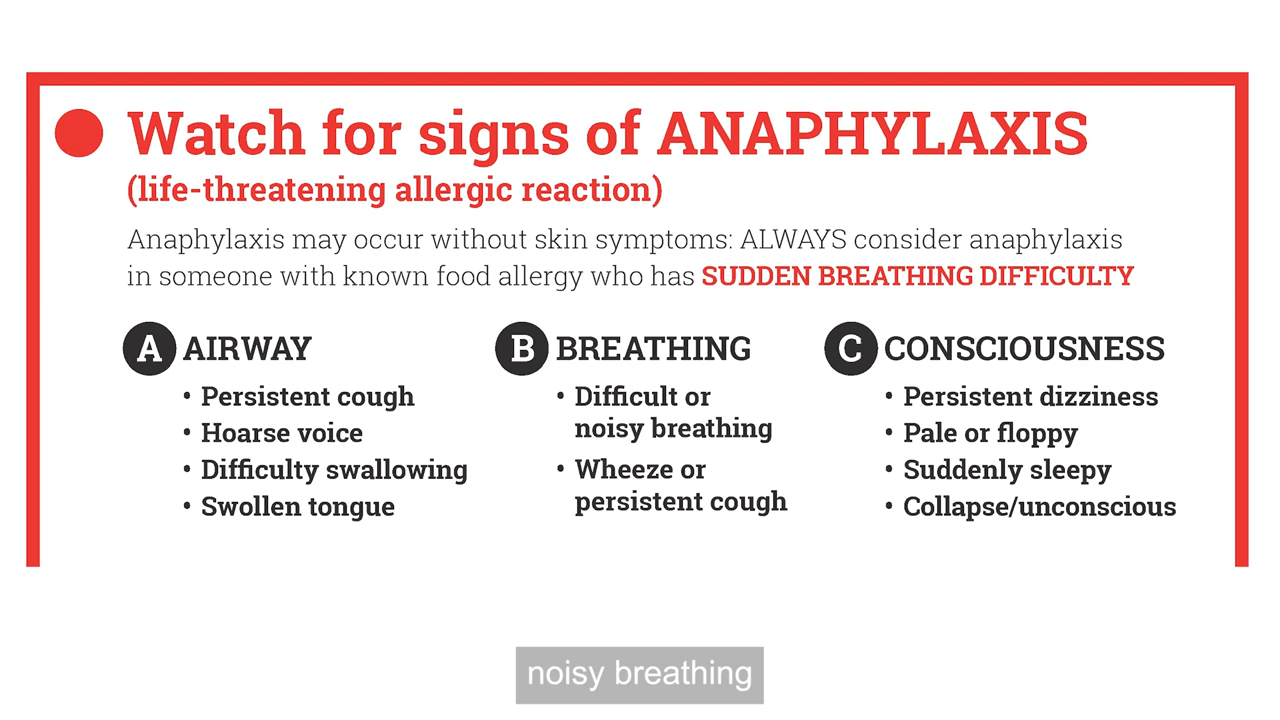 Watch for signs of ANAPHYLAXIS
(life-threatening allergic reaction)
Anaphylaxis may occur without skin symptoms: ALWAYS consider anaphylaxis
in someone with known food allergy who has SUDDEN BREATHING DIFFICULTY
A AIRWAY
• Persistent cough
• Hoarse voice
• Difficulty swallowing
• Swollen tongue
B BREATHING
• Difficult or
noisy breathing
• Wheeze or
persistent cough
C CONSCIOUSNESS
• Persistent dizziness
• Pale or floppy
• Suddenly sleepy
• Collapse/unconscious
noisy breathing